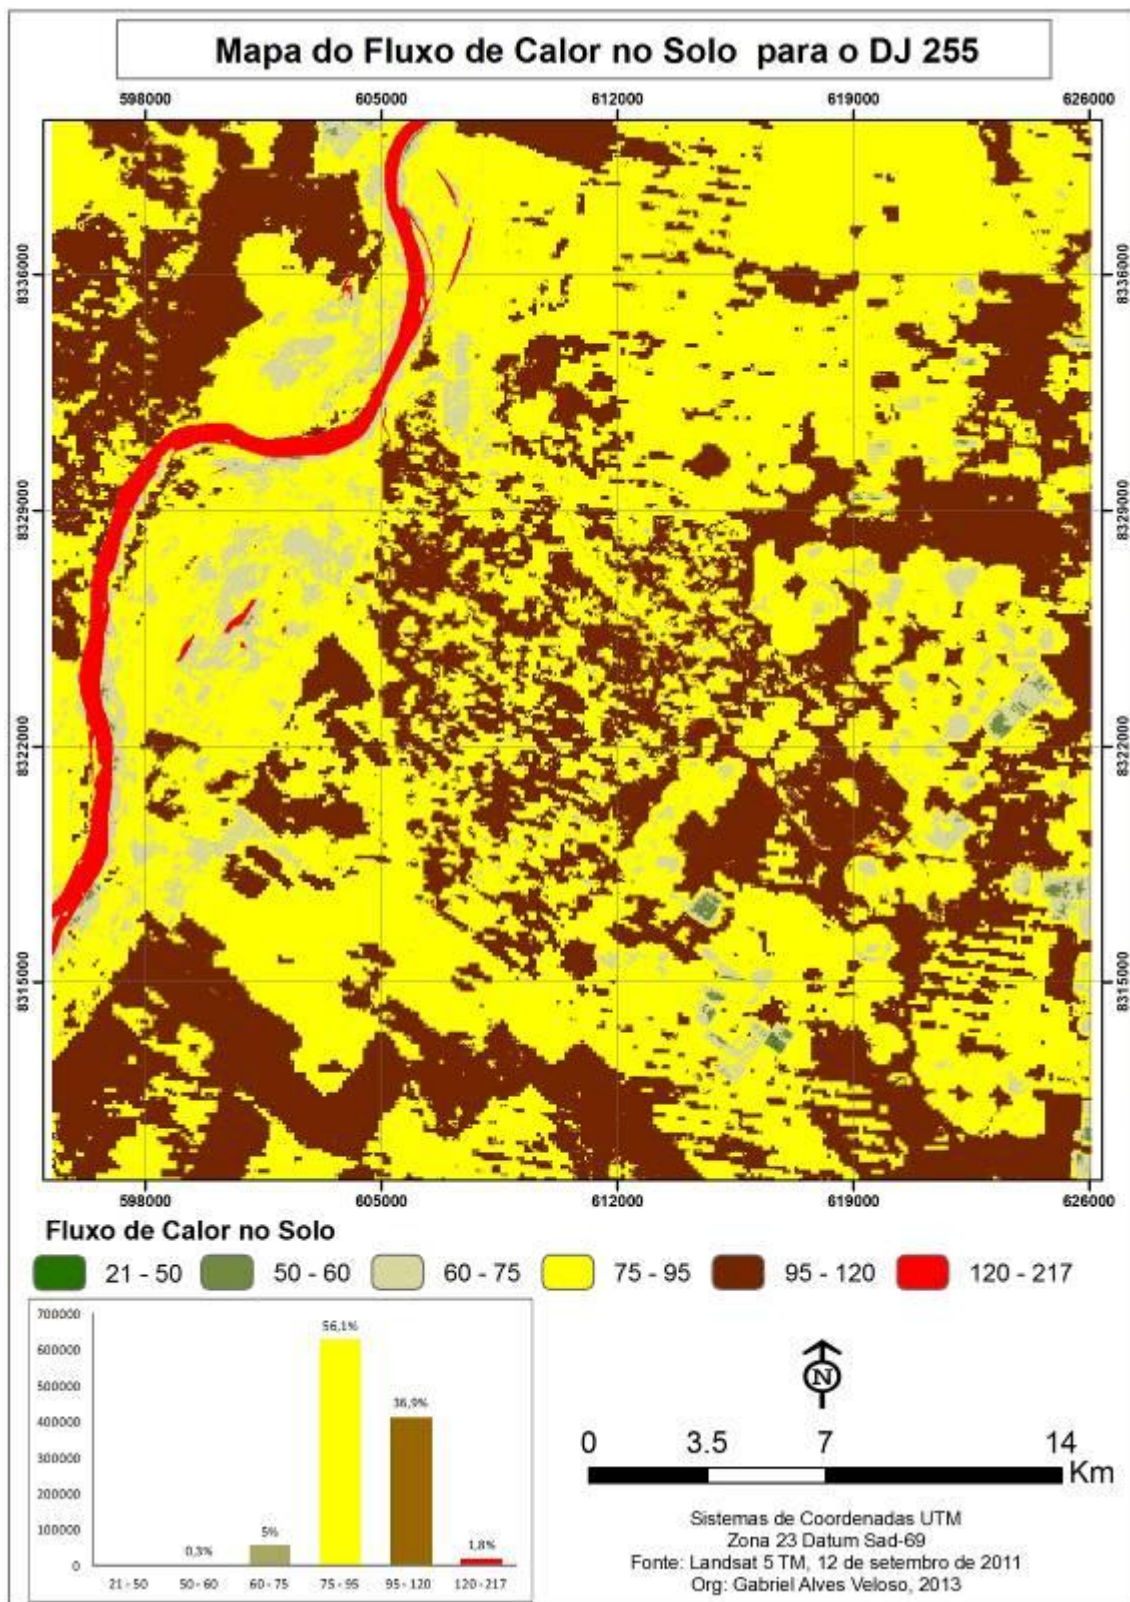 Mapa do Fluxo de Calor no Solo para o DJ 255
598000 605000 612000 619000 626000
8336000 8336000
8329000 8329000
8322000 8322000
8315000 8315000
598000 605000 612000 619000 626000
Fluxo de Calor no Solo
21 - 50 50 - 60 60 - 75 75 - 95 95 - 120 120 - 217
700000
600000
500000
400000
300000
200000
100000
0
0,3% 5% 56,1% 36,9% 1,8%
21 - 50 50 - 60 60 - 75 75 - 95 95 - 120 120 - 217
N
0 3.5 7 14
Km
Sistemas de Coordenadas UTM
Zona 23 Datum Sad-69
Fonte: Landsat 5 TM, 12 de setembro de 2011
Org: Gabriel Alves Veloso, 2013